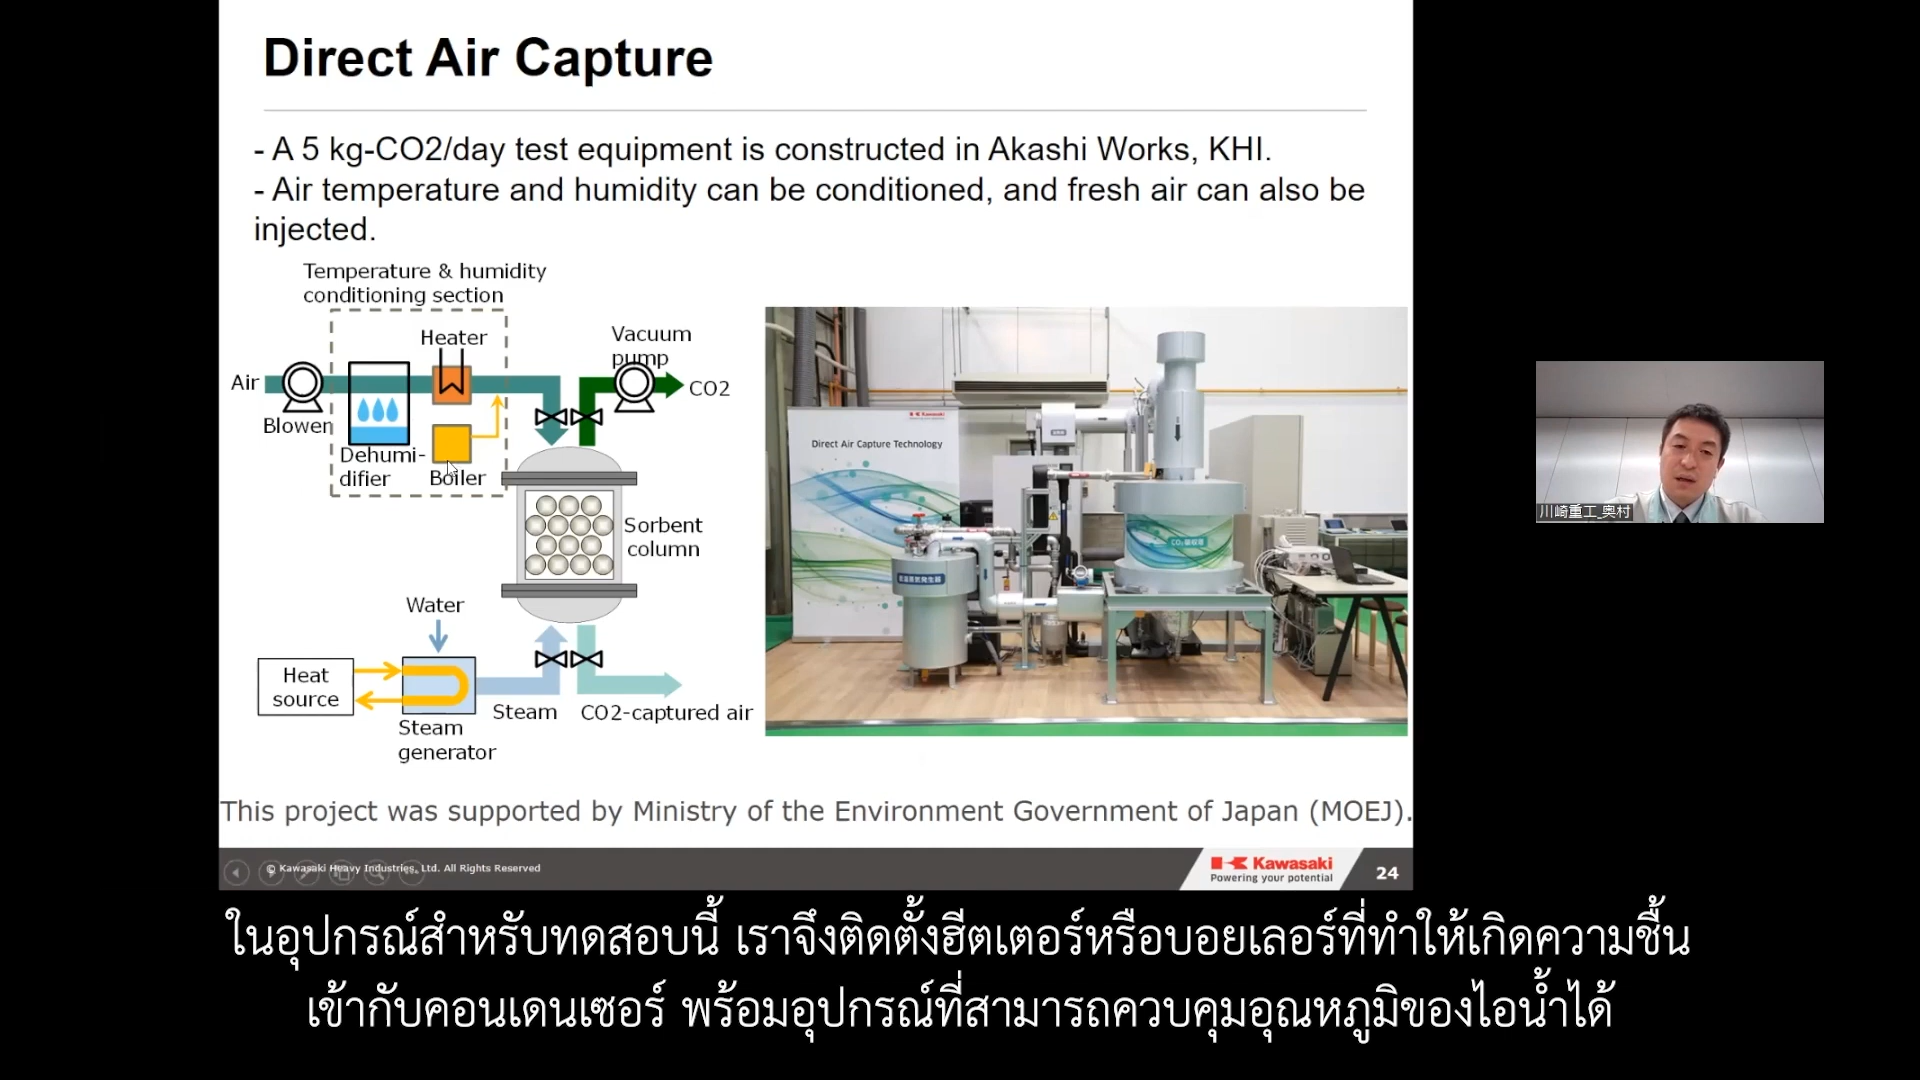 Direct Air Capture
- A 5 kg-CO2/day test equipment is constructed in Akashi Works, KHI.
- Air temperature and humidity can be conditioned, and fresh air can also be
injected.
Temperature & humidity
conditioning section
Heater
Vacuum
pump
Air
CO2
Blower
Dehumi-
difier
Boiler
Sorbent
column
Water
Heat
source
Steam
generator
Steam
CO2-captured air
Kawasaki
Direct Air Capture Technology
This project was supported by Ministry of the Environment Government of Japan (MOEJ).
© Kawasaki Heavy Industries, Ltd. All Rights Reserved
Kawasaki
Powering your potential
24
川崎重工_奥村
ในอุปกรณ์สำหรับทดสอบนี้ เราจึงติดตั้งฮีตเตอร์หรือบอยเลอร์ที่ทำให้เกิดความชื้น
เข้ากับคอนเดนเซอร์ พร้อมอุปกรณ์ที่สามารถควบคุมอุณหภูมิของไอน้ำได้